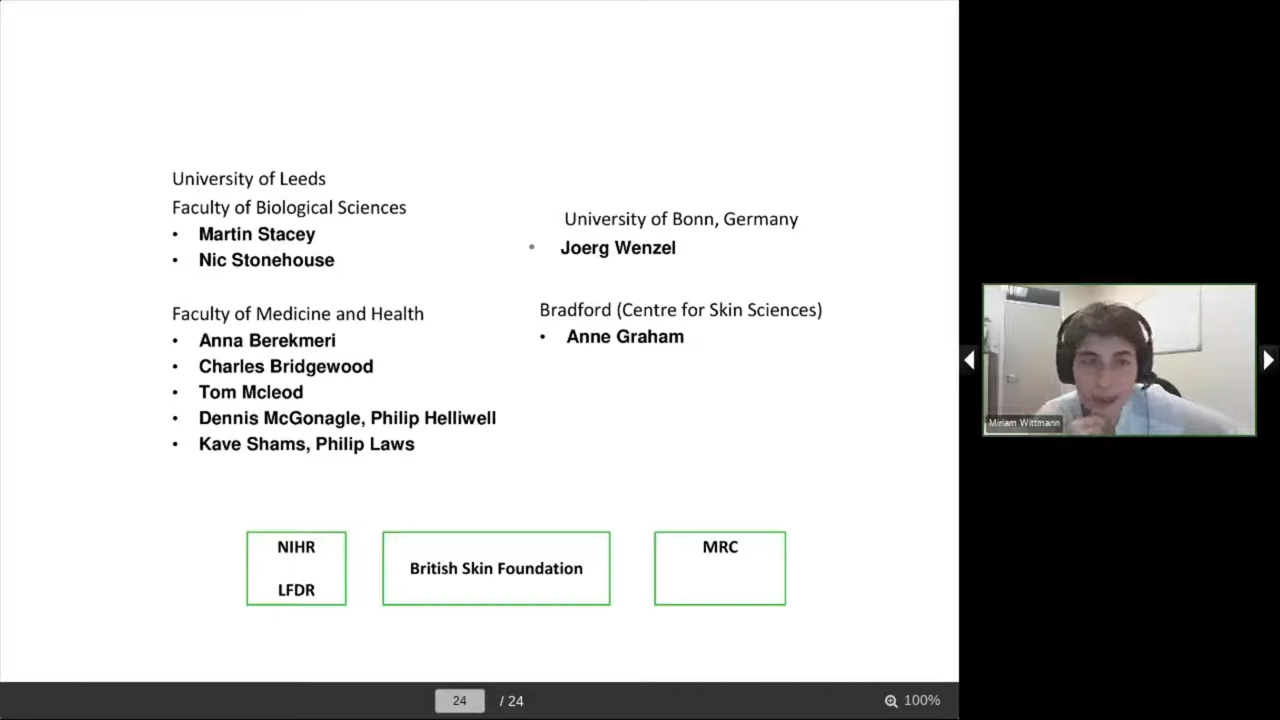 University of Leeds
Faculty of Biological Sciences
• Martin Stacey
• Nic Stonehouse
Faculty of Medicine and Health
• Anna Berekmeri
• Charles Bridgewood
• Tom Mcleod
• Dennis McGonagle, Philip Helliwell
• Kave Shams, Philip Laws
University of Bonn, Germany
• Joerg Wenzel
Bradford (Centre for Skin Sciences)
• Anne Graham
NIHR
LFDR
British Skin Foundation
MRC
Miriam Wittmann
24 / 24
100%